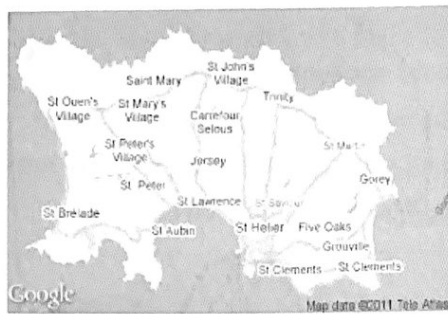 St John's
Village
Saint Mary
St Ouen's
Village
St Mary's
Village
Trinity
Carrefour
Selous
St Martin
St Peter's
Village
Jersey
Gorey
St Peter
St Lawrence
St Saviour
St Brelade
St Aubin
St Helier
Five Oaks
Grouville
St Clements
St Clements
Google
Map data ©2011 Tele Atlas